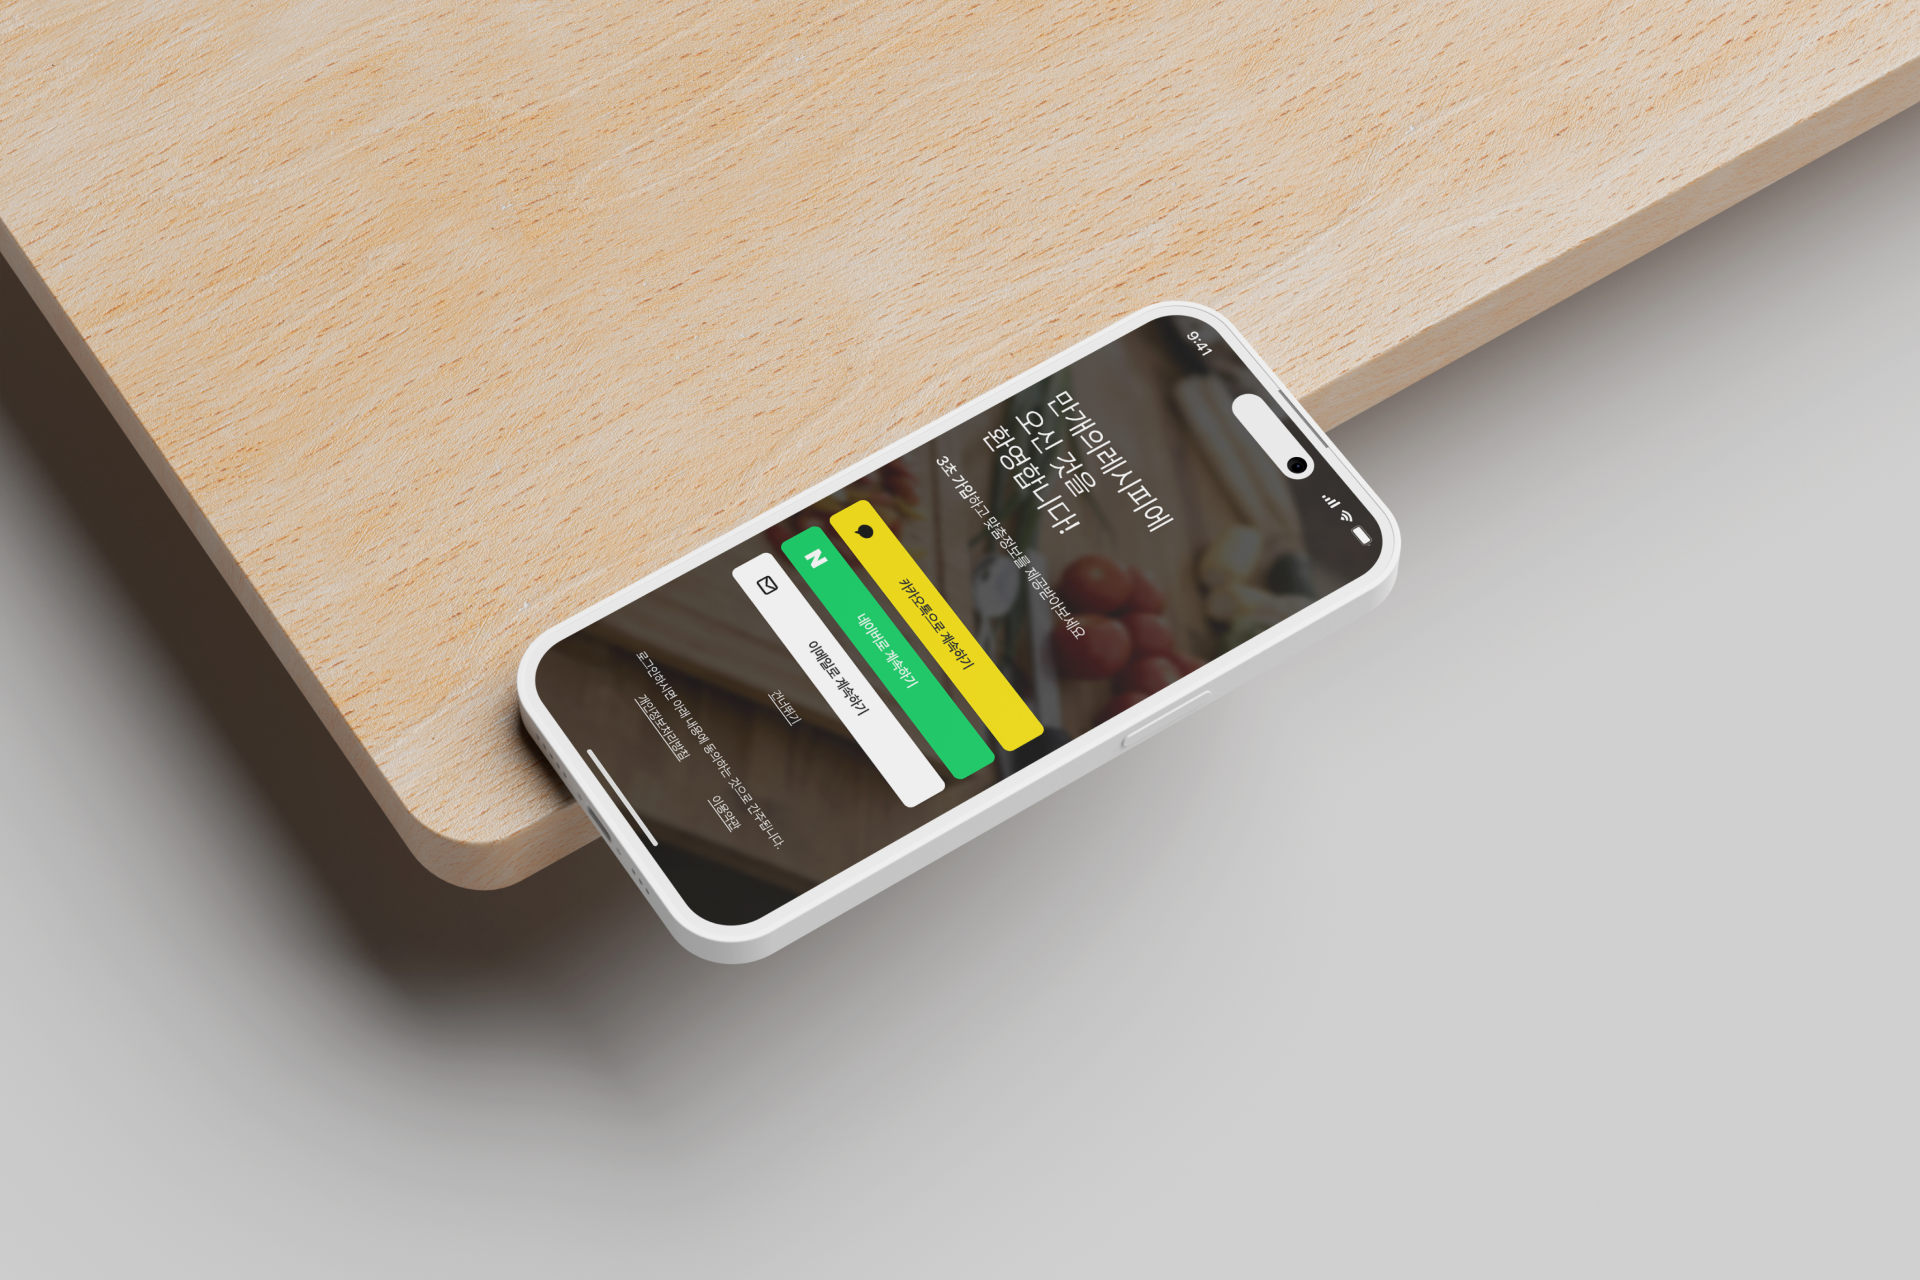 9:41
만개의레시피에
오신 것을
환영합니다!
3초 가입하고 맞춤정보를 제공받아보세요
카카오톡으로 계속하기
N 네이버로 계속하기
이메일로 계속하기
건너뛰기
로그인하시면 아래 내용에 동의하는 것으로 간주됩니다.
개인정보처리방침 이용약관